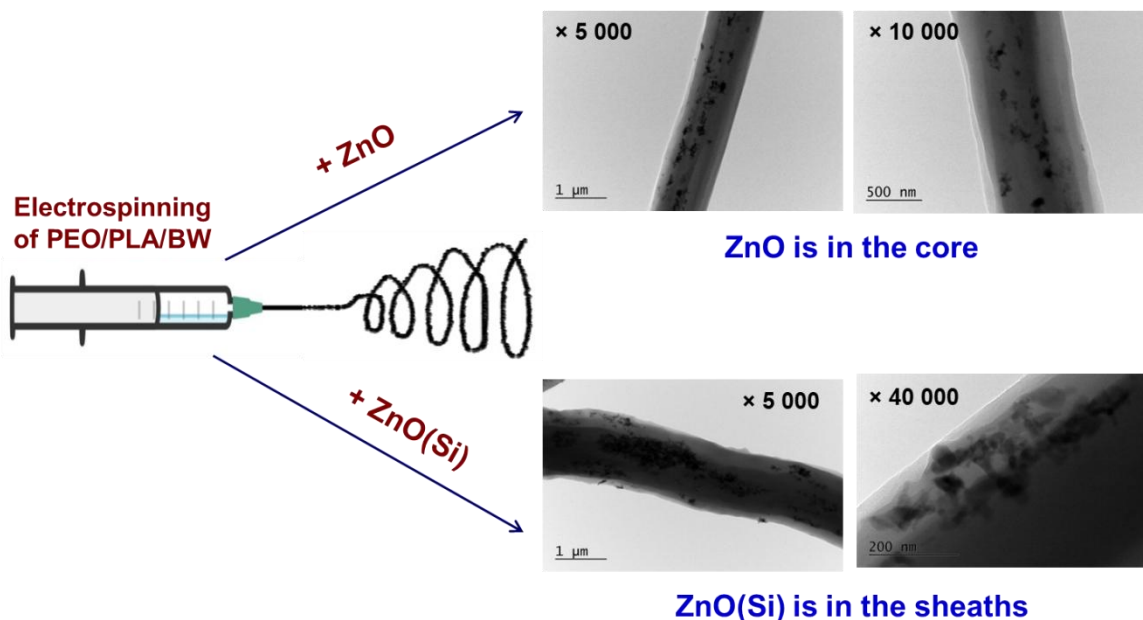 Electrospinning
of PEO/PLA/BW
+ ZnO
× 5 000
1 µm
× 10 000
500 nm
ZnO is in the core
+ ZnO(Si)
× 5 000
1 µm
× 40 000
200 nm
ZnO(Si) is in the sheaths